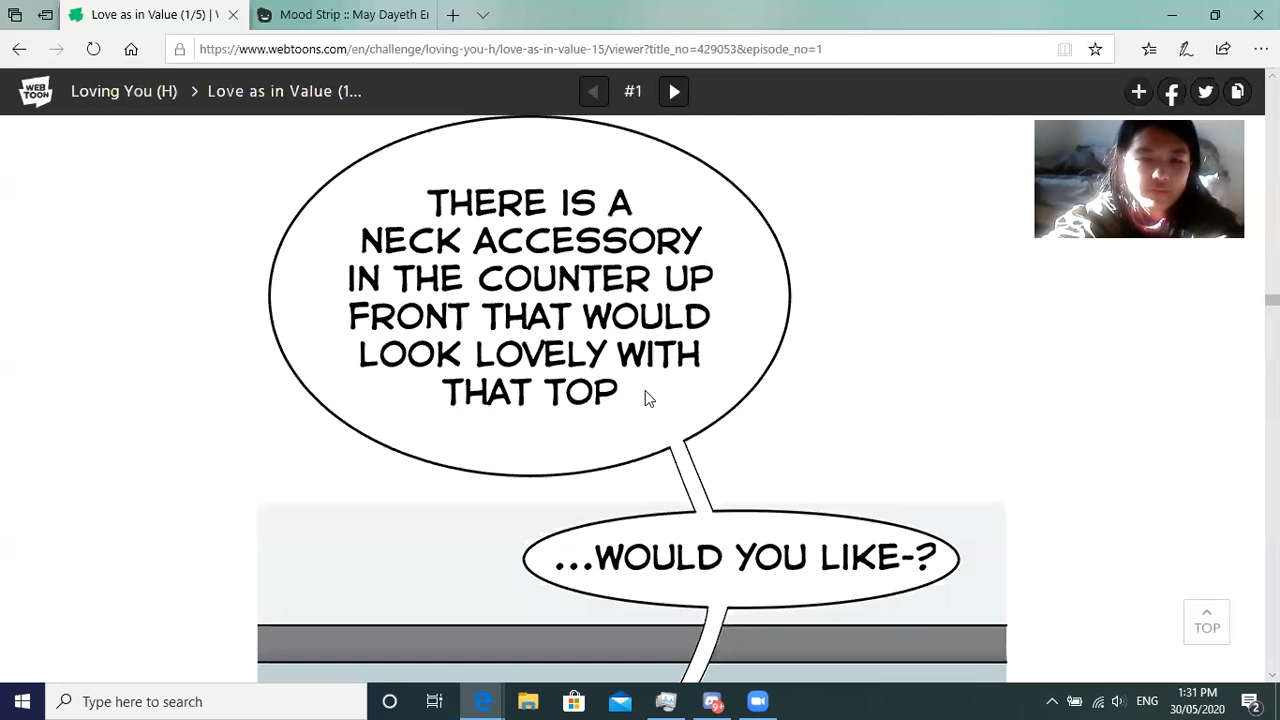 Love as in Value (1/5)
Mood Strip :: May Dayeth Er
https://www.webtoons.com/en/challenge/loving-you-h/love-as-in-value-15/viewer?title_no=429053&episode_no=1
WEB
TOON
Loving You (H) > Love as in Value (1...
#1
THERE IS A
NECK ACCESSORY
IN THE COUNTER UP
FRONT THAT WOULD
LOOK LOVELY WITH
THAT TOP
...WOULD YOU LIKE-?
TOP
Type here to search
9+
ENG
1:31 PM
30/05/2020
2